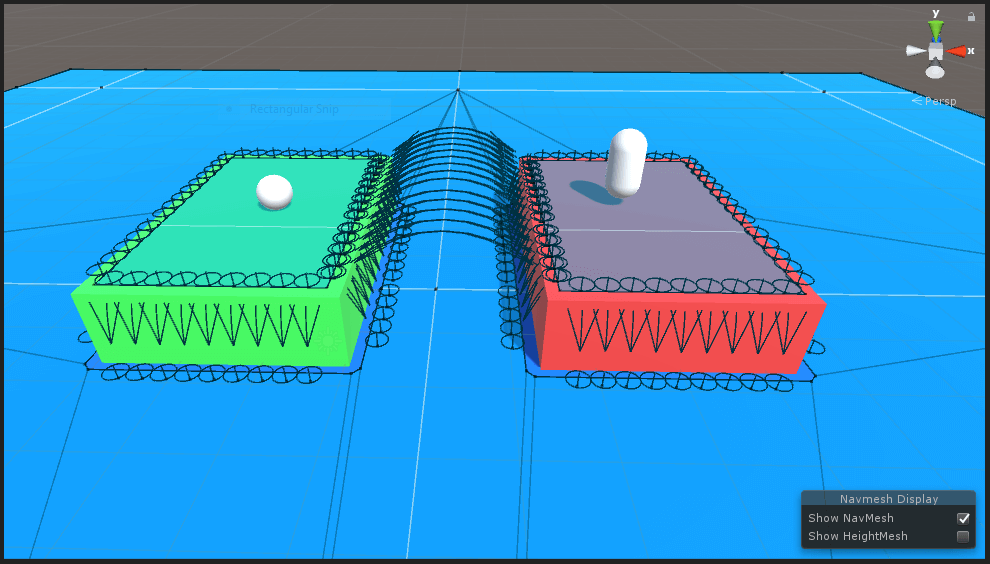 y
x
Persp
Rectangular Snip
Navmesh Display
Show NavMesh
Show HeightMesh